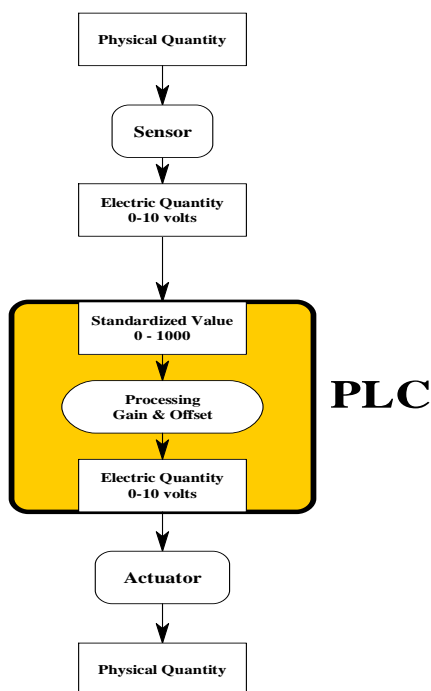 Physical Quantity
Sensor
Electric Quantity
0-10 volts
Standardized Value
0 - 1000
Processing
Gain & Offset
PLC
Electric Quantity
0-10 volts
Actuator
Physical Quantity